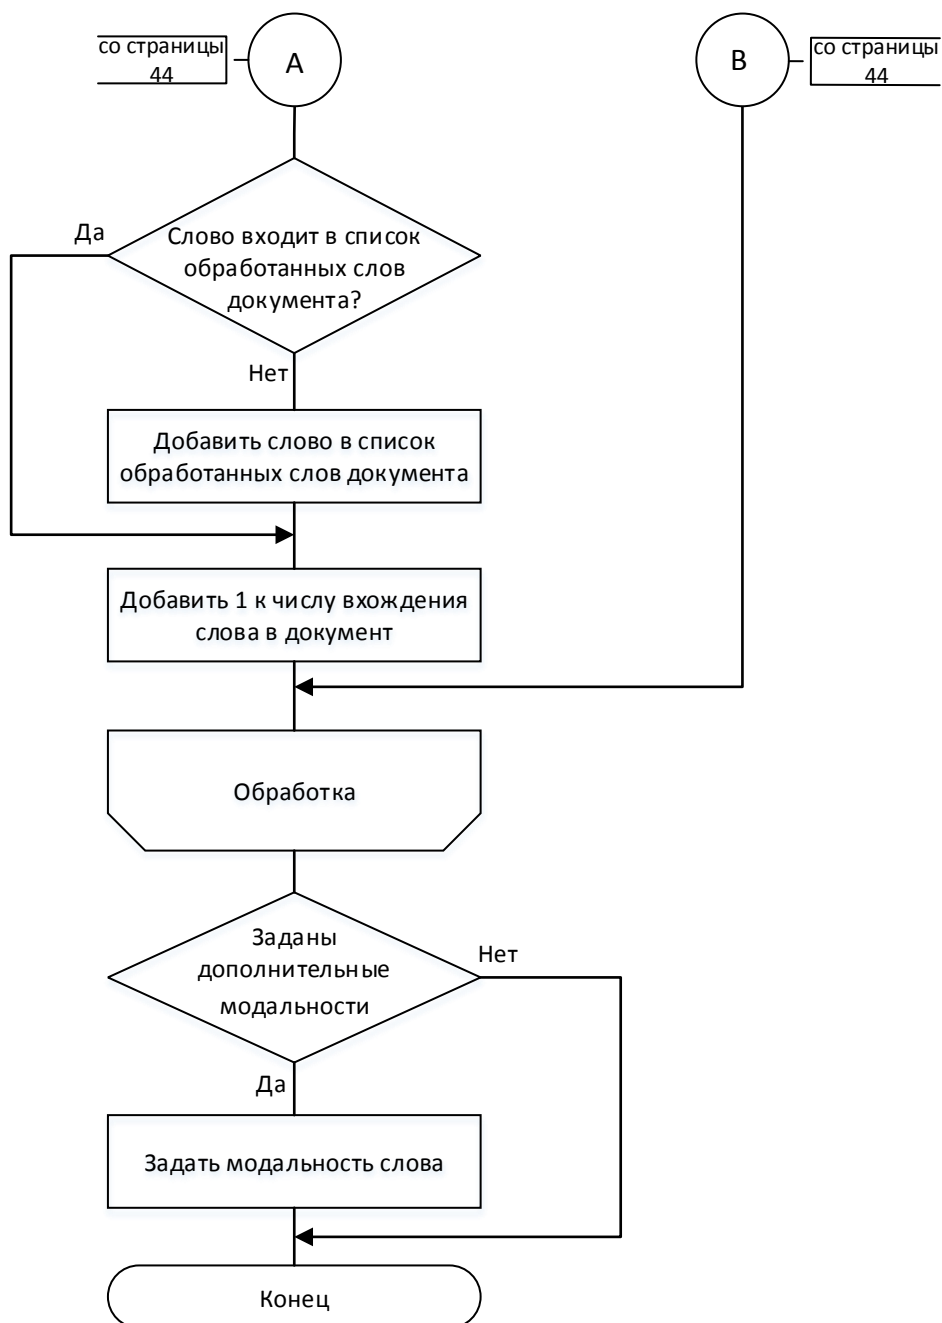 со страницы
44
А
В
со страницы
44
Да
Слово входит в список
обработанных слов
документа?
Нет
Добавить слово в список
обработанных слов документа
Добавить 1 к числу вхождения
слова в документ
Обработка
Заданы
дополнительные
модальности
Нет
Да
Задать модальность слова
Конец